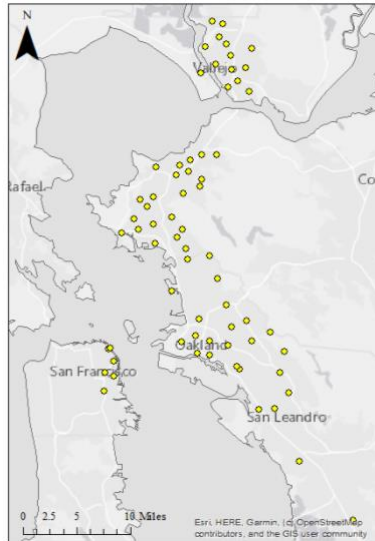 N
Vallejo
Rafael
Co
Oakland
San Francisco
San Leandro
0 2.5 5 10 Miles
Esri, HERE, Garmin, (c) OpenStreetMap
contributors, and the GIS user community